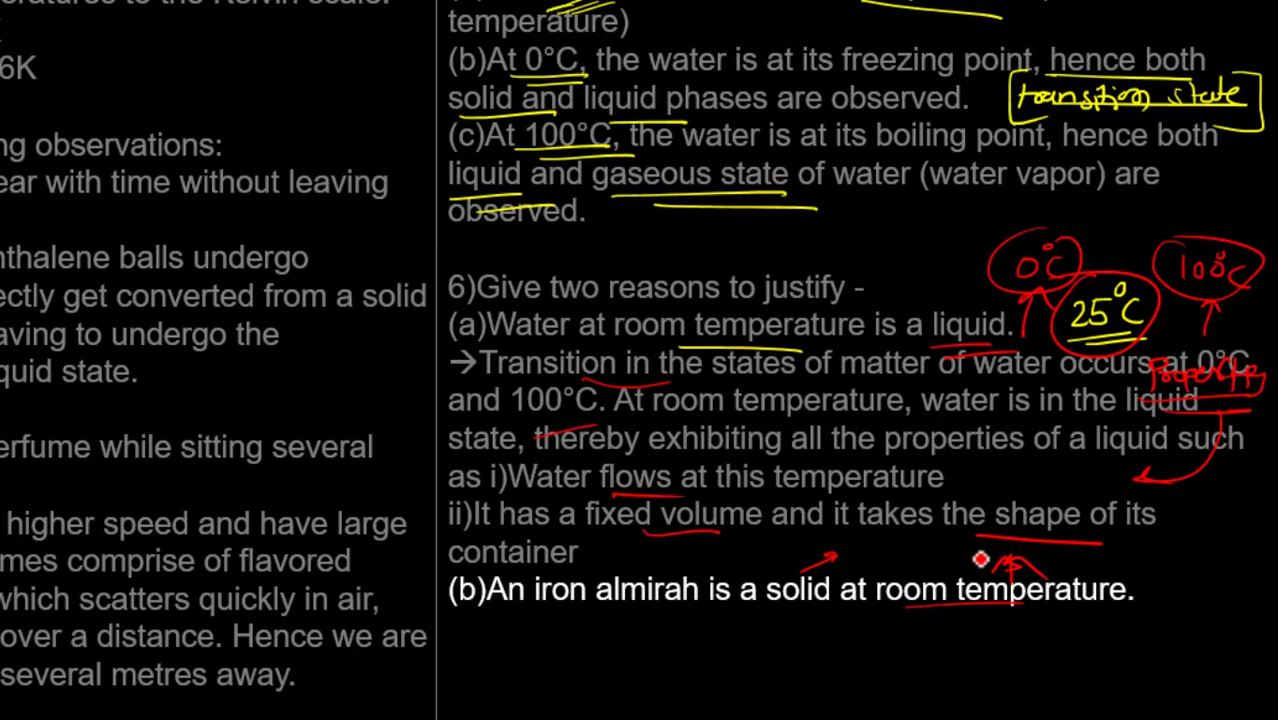 eratures to the Kelvin scale.
6K
ng observations:
ear with time without leaving
nthalene balls undergo
ectly get converted from a solid
aving to undergo the
quid state.
erfume while sitting several
higher speed and have large
mes comprise of flavored
which scatters quickly in air,
over a distance. Hence we are
several metres away.
temperature)
(b)At 0°C, the water is at its freezing point, hence both
solid and liquid phases are observed.
transition state
(c)At 100°C, the water is at its boiling point, hence both
liquid and gaseous state of water (water vapor) are
observed.
0°C
100°C
6)Give two reasons to justify -
25°C
(a)Water at room temperature is a liquid.
→Transition in the states of matter of water occurs at 0°C
and 100°C. At room temperature, water is in the liquid
state, thereby exhibiting all the properties of a liquid such
as i)Water flows at this temperature
ii)It has a fixed volume and it takes the shape of its
container
(b)An iron almirah is a solid at room temperature.